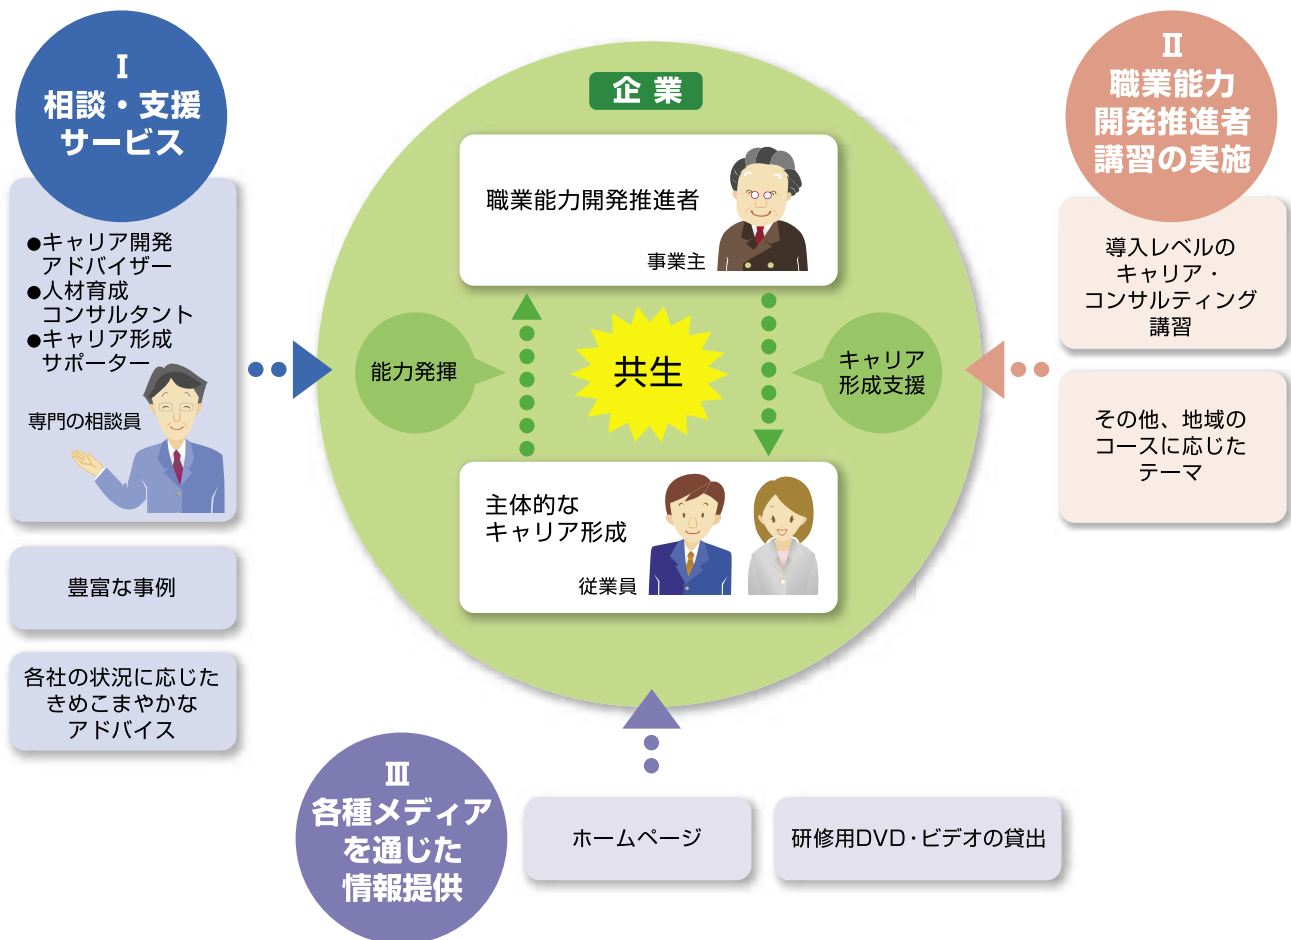 Ⅰ
相談・支援
サービス
●キャリア開発
アドバイザー
●人材育成
コンサルタント
●キャリア形成
サポーター
専門の相談員
豊富な事例
各社の状況に応じた
きめこまやかな
アドバイス
企業
職業能力開発推進者
事業主
能力発揮
共生
キャリア
形成支援
主体的な
キャリア形成
従業員
Ⅱ
職業能力
開発推進者
講習の実施
導入レベルの
キャリア・
コンサルティング
講習
その他、地域の
コースに応じた
テーマ
Ⅲ
各種メディア
を通じた
情報提供
ホームページ
研修用DVD・ビデオの貸出